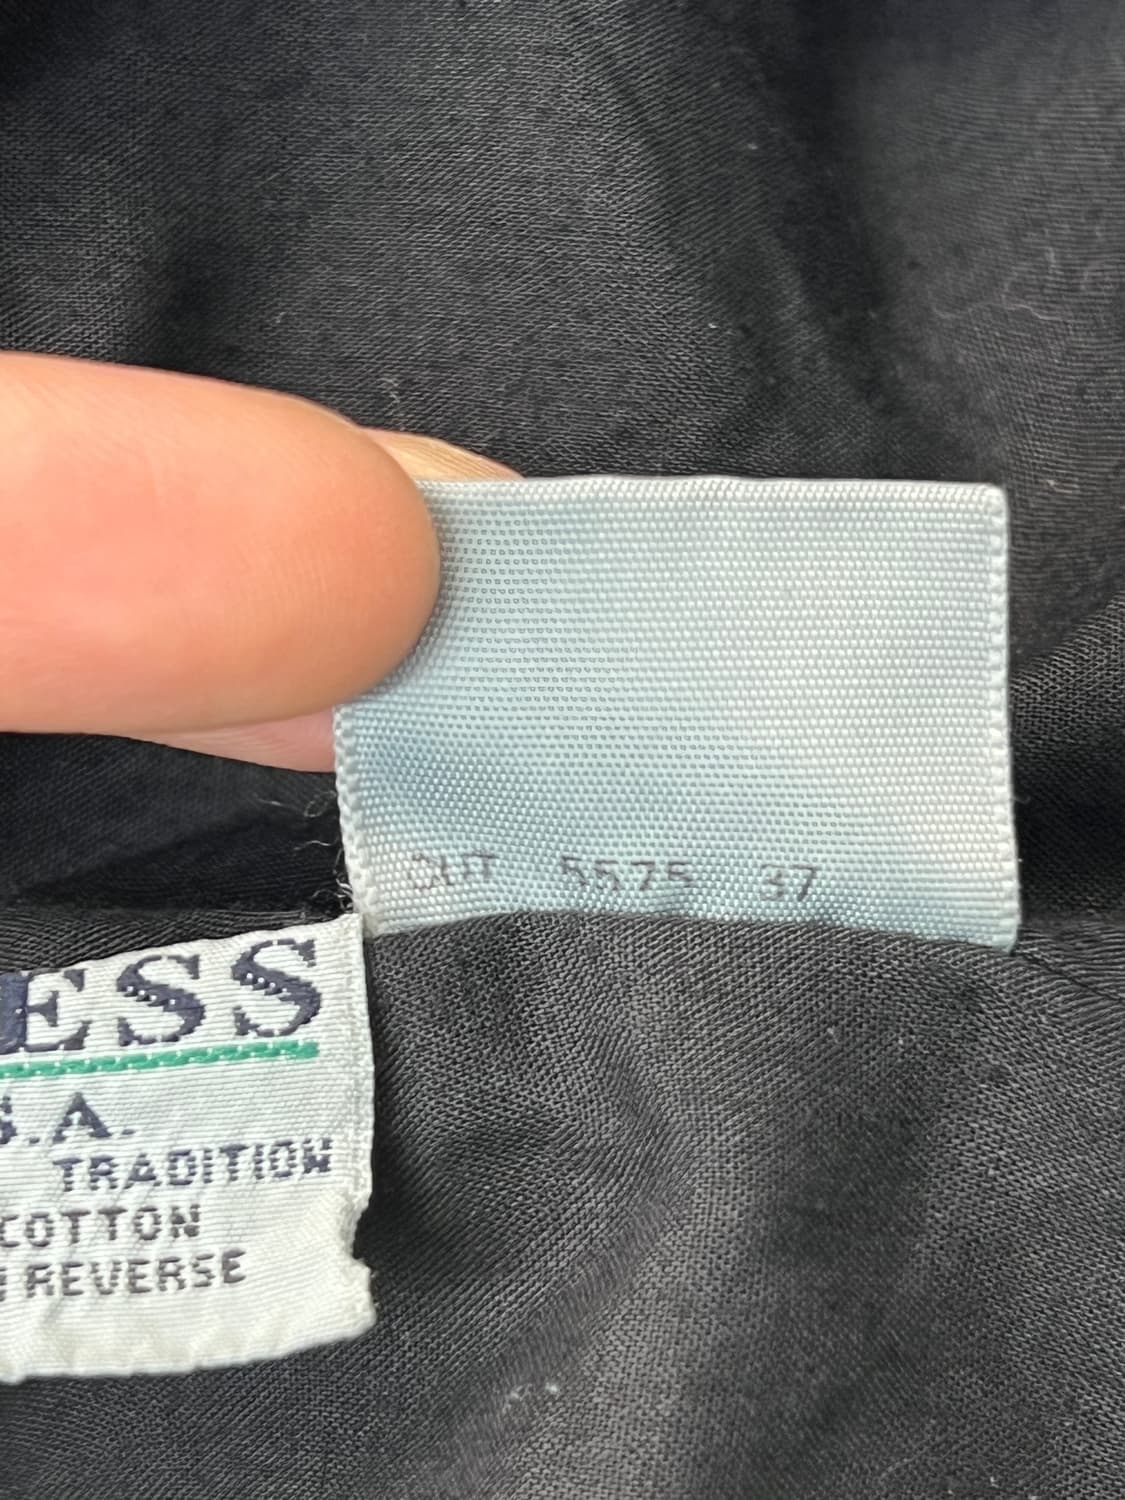 CUT 5575 37
ESS
S.A.
TRADITION
COTTON
REVERSE